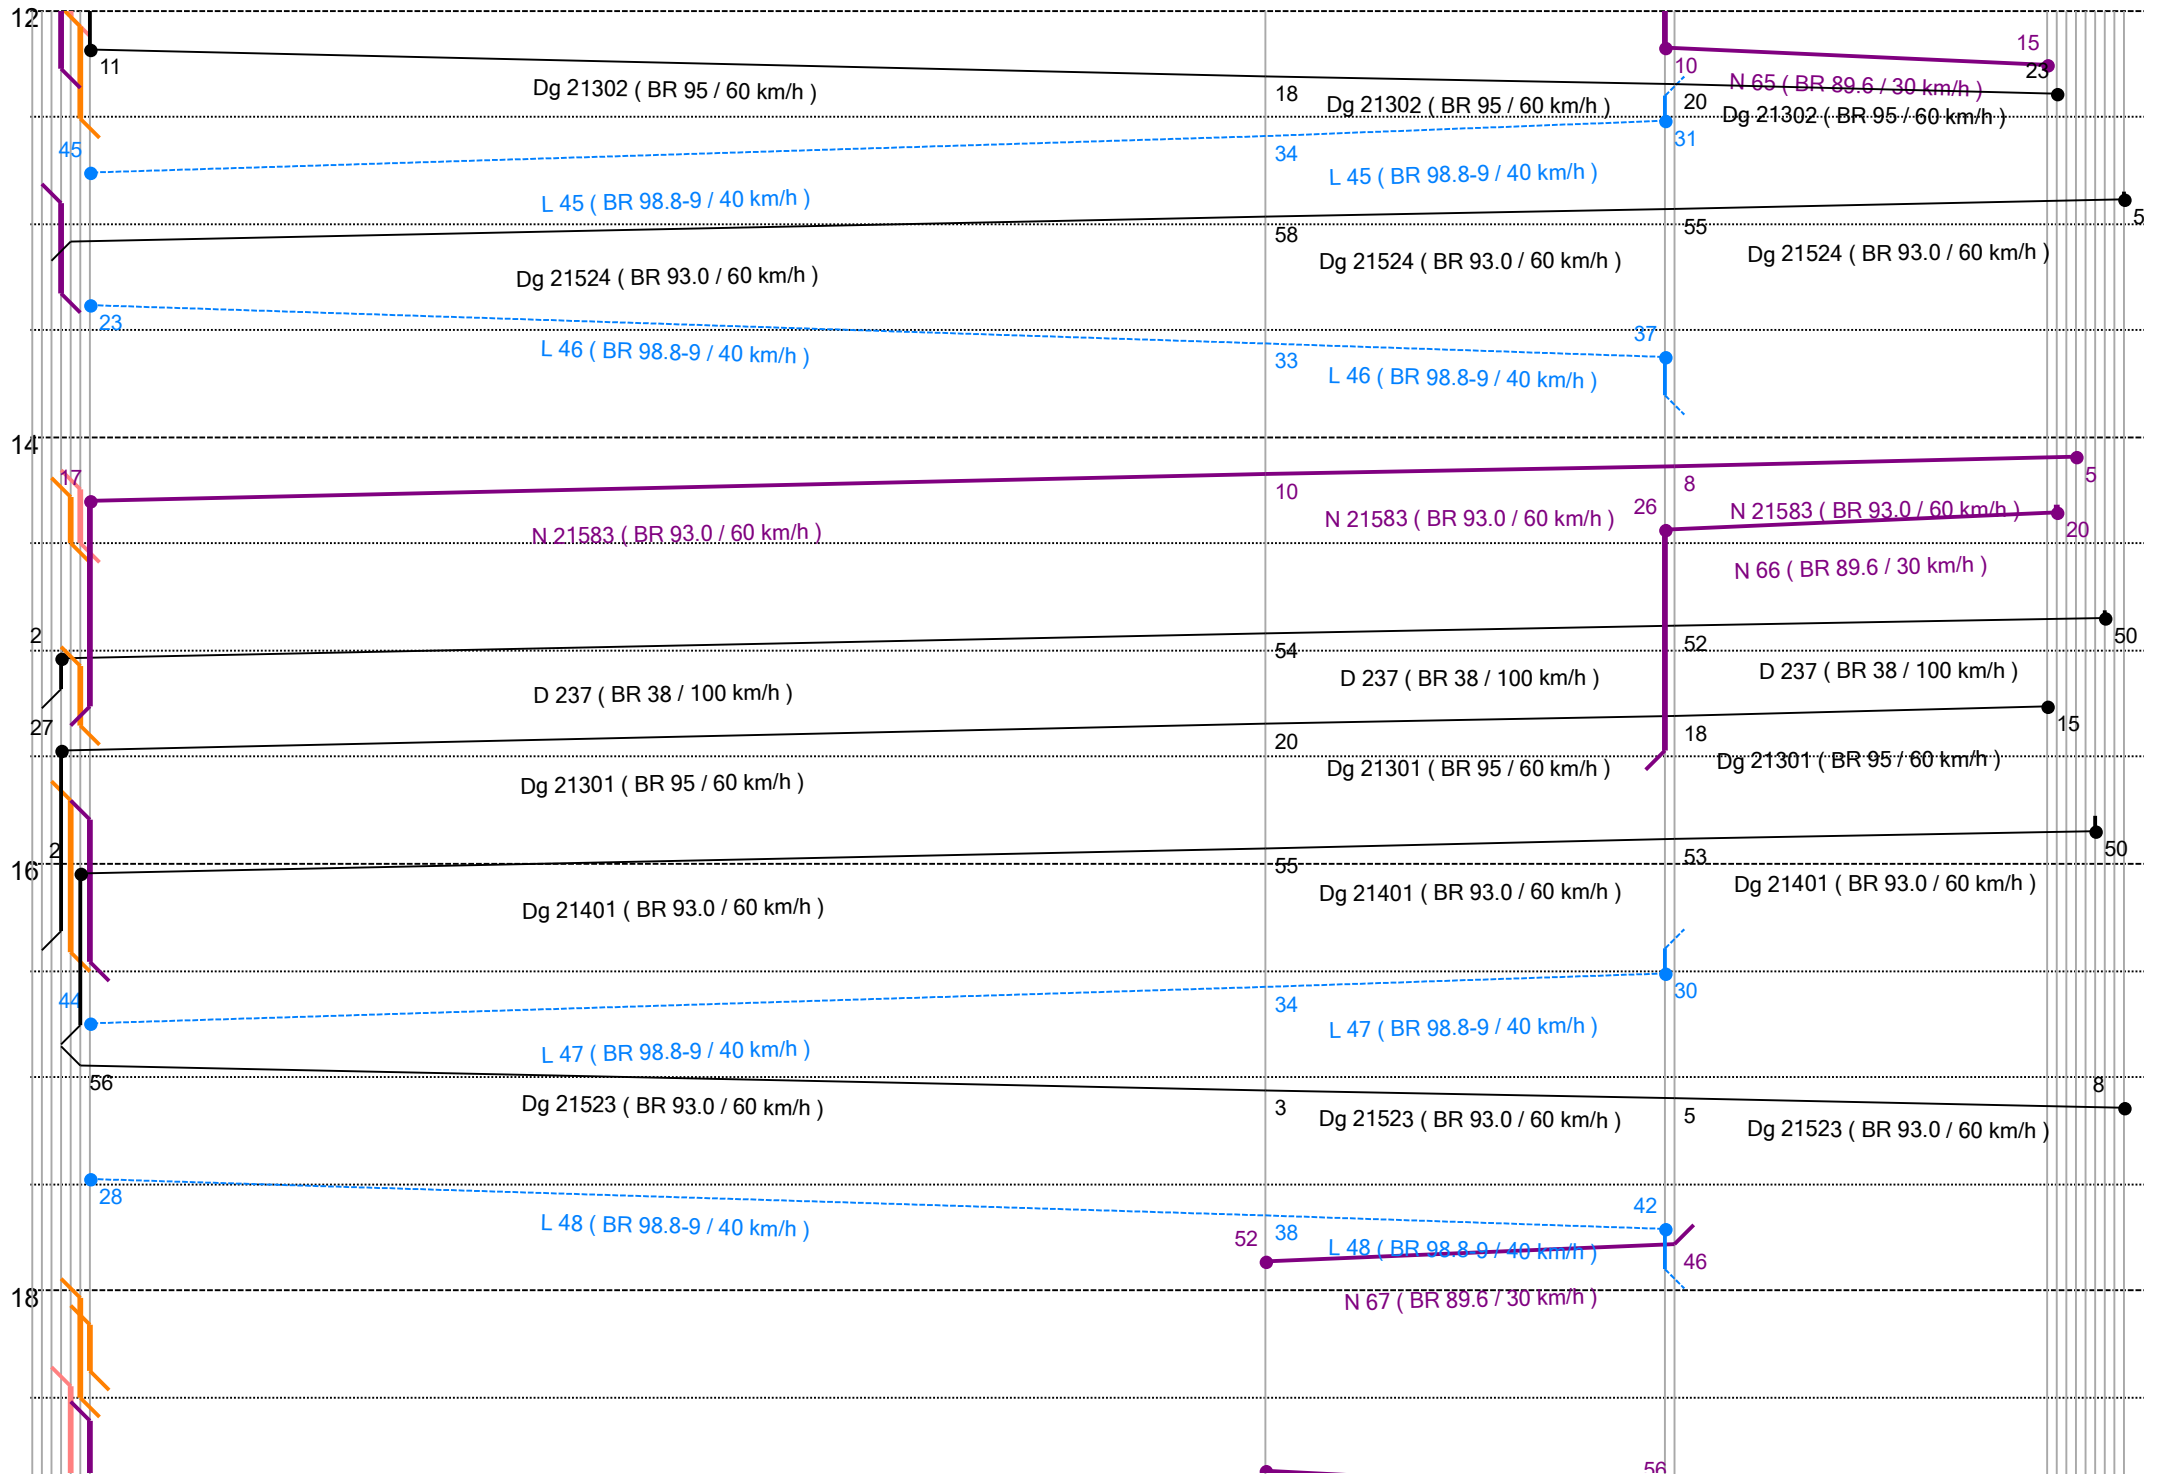 12
15
11
10
23
N 65 ( BR 89.6 / 30 km/h )
Dg 21302 ( BR 95 / 60 km/h )
18
Dg 21302 ( BR 95 / 60 km/h )
20
Dg 21302 ( BR 95 / 60 km/h )
45
34
31
L 45 ( BR 98.8-9 / 40 km/h )
L 45 ( BR 98.8-9 / 40 km/h )
5
58
55
Dg 21524 ( BR 93.0 / 60 km/h )
Dg 21524 ( BR 93.0 / 60 km/h )
Dg 21524 ( BR 93.0 / 60 km/h )
23
37
L 46 ( BR 98.8-9 / 40 km/h )
33
L 46 ( BR 98.8-9 / 40 km/h )
14
17
10
8
5
26
N 21583 ( BR 93.0 / 60 km/h )
N 21583 ( BR 93.0 / 60 km/h )
N 21583 ( BR 93.0 / 60 km/h )
20
N 66 ( BR 89.6 / 30 km/h )
2
54
52
50
D 237 ( BR 38 / 100 km/h )
D 237 ( BR 38 / 100 km/h )
D 237 ( BR 38 / 100 km/h )
27
20
18
15
Dg 21301 ( BR 95 / 60 km/h )
Dg 21301 ( BR 95 / 60 km/h )
Dg 21301 ( BR 95 / 60 km/h )
2
16
55
53
50
Dg 21401 ( BR 93.0 / 60 km/h )
Dg 21401 ( BR 93.0 / 60 km/h )
Dg 21401 ( BR 93.0 / 60 km/h )
44
34
30
L 47 ( BR 98.8-9 / 40 km/h )
L 47 ( BR 98.8-9 / 40 km/h )
56
3
5
8
Dg 21523 ( BR 93.0 / 60 km/h )
Dg 21523 ( BR 93.0 / 60 km/h )
Dg 21523 ( BR 93.0 / 60 km/h )
28
42
L 48 ( BR 98.8-9 / 40 km/h )
52
38
L 48 ( BR 98.8-9 / 40 km/h )
46
18
N 67 ( BR 89.6 / 30 km/h )
56